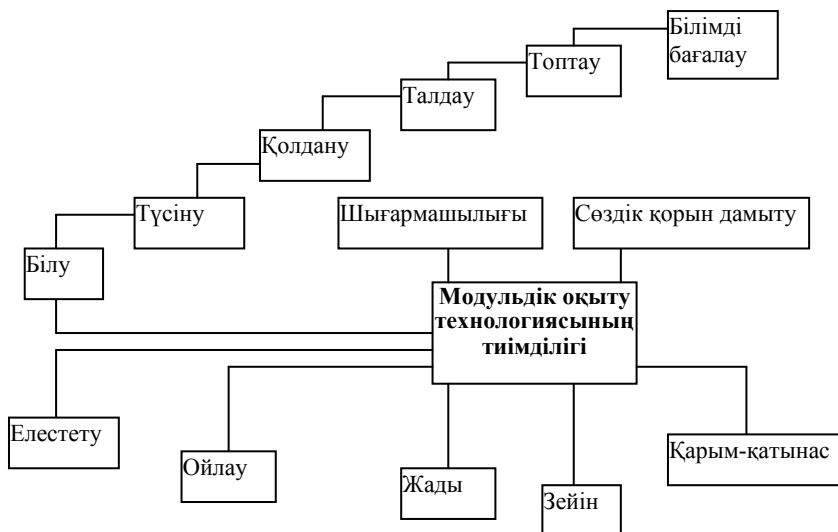 Білімді
бағалау
Топтау
Талдау
Қолдану
Түсіну
Білу
Шығармашылығы
Сөздік қорын дамыту
Модульдік оқыту
технологиясының
тиімділігі
Елестету
Ойлау
Жады
Зейін
Қарым-қатынас